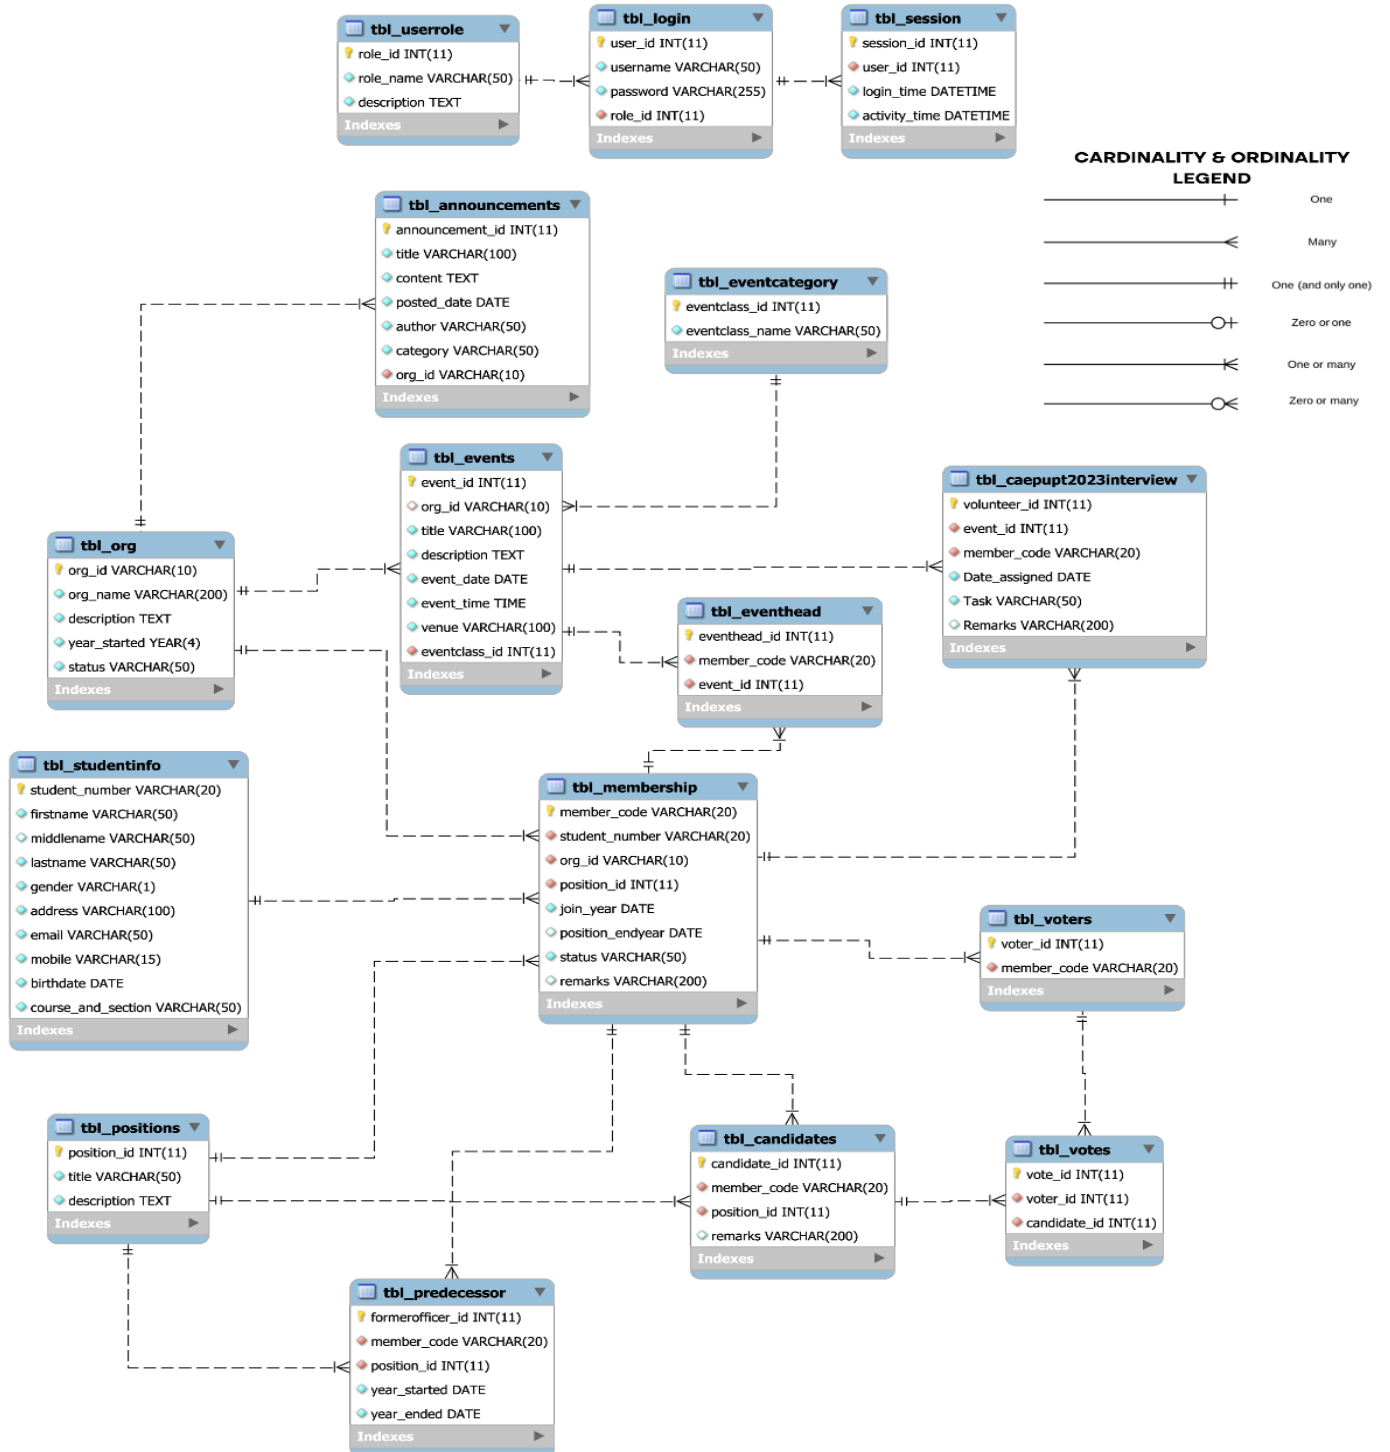 tbl_userrole
role_id INT(11)
role_name VARCHAR(50)
description TEXT
Indexes
tbl_login
user_id INT(11)
username VARCHAR(50)
password VARCHAR(255)
role_id INT(11)
Indexes
tbl_session
session_id INT(11)
user_id INT(11)
login_time DATETIME
activity_time DATETIME
Indexes
CARDINALITY & ORDINALITY
LEGEND
One
Many
One (and only one)
Zero or one
One or many
Zero or many
tbl_announcements
announcement_id INT(11)
title VARCHAR(100)
content TEXT
posted_date DATE
author VARCHAR(50)
category VARCHAR(50)
org_id VARCHAR(10)
Indexes
tbl_eventcategory
eventclass_id INT(11)
eventclass_name VARCHAR(50)
Indexes
tbl_events
event_id INT(11)
org_id VARCHAR(10)
title VARCHAR(100)
description TEXT
event_date DATE
event_time TIME
venue VARCHAR(100)
eventclass_id INT(11)
Indexes
tbl_caepupt2023interview
volunteer_id INT(11)
event_id INT(11)
member_code VARCHAR(20)
Date_assigned DATE
Task VARCHAR(50)
Remarks VARCHAR(200)
Indexes
tbl_org
org_id VARCHAR(10)
org_name VARCHAR(200)
description TEXT
year_started YEAR(4)
status VARCHAR(50)
Indexes
tbl_eventhead
eventhead_id INT(11)
member_code VARCHAR(20)
event_id INT(11)
Indexes
tbl_studentinfo
student_number VARCHAR(20)
firstname VARCHAR(50)
middlename VARCHAR(50)
lastname VARCHAR(50)
gender VARCHAR(1)
address VARCHAR(100)
email VARCHAR(50)
mobile VARCHAR(15)
birthdate DATE
course_and_section VARCHAR(50)
Indexes
tbl_membership
member_code VARCHAR(20)
student_number VARCHAR(20)
org_id VARCHAR(10)
position_id INT(11)
join_year DATE
position_endyear DATE
status VARCHAR(50)
remarks VARCHAR(200)
Indexes
tbl_voters
voter_id INT(11)
member_code VARCHAR(20)
Indexes
tbl_positions
position_id INT(11)
title VARCHAR(50)
description TEXT
Indexes
tbl_candidates
candidate_id INT(11)
member_code VARCHAR(20)
position_id INT(11)
remarks VARCHAR(200)
Indexes
tbl_votes
vote_id INT(11)
voter_id INT(11)
candidate_id INT(11)
Indexes
tbl_predecessor
formerofficer_id INT(11)
member_code VARCHAR(20)
position_id INT(11)
year_started DATE
year_ended DATE
Indexes